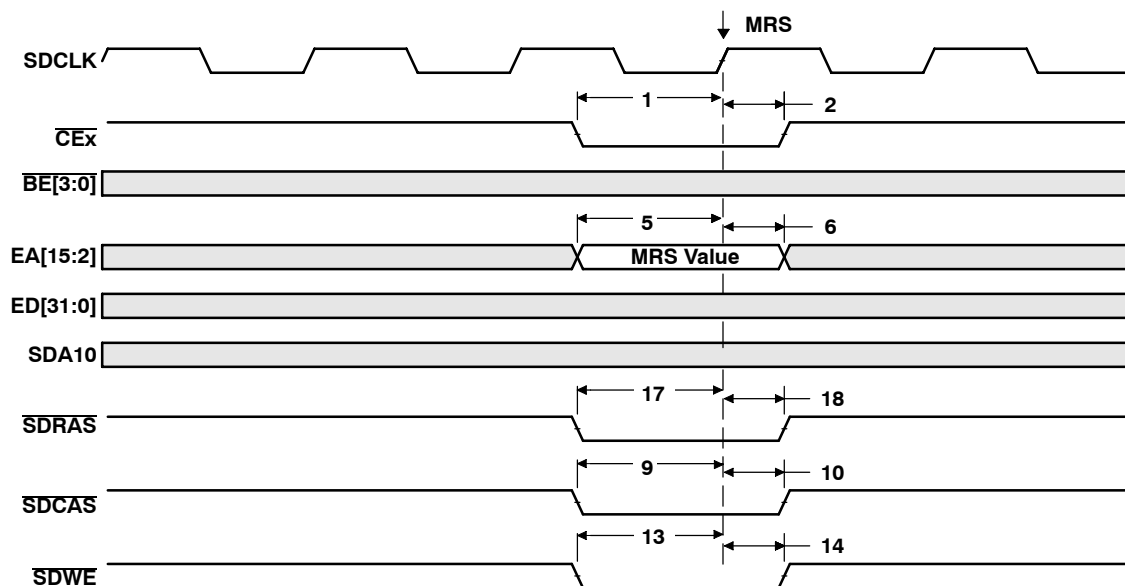 MRS
SDCLK
1
2
CEx
BE[3:0]
5
6
EA[15:2]
MRS Value
ED[31:0]
SDA10
17
18
SDRAS
9
10
SDCAS
13
14
SDWE